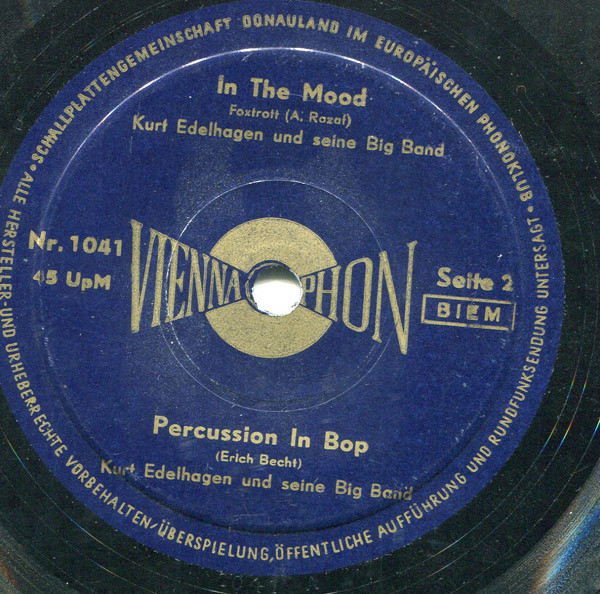 SCHALLPLATTENGEMEINSCHAFT DONAULAND IM EUROPÄISCHEN PHONOKLUB •
In The Mood
Foxtrott (A. Razaf)
Kurt Edelhagen und seine Big Band
Nr. 1041
45 UpM
VIENNAPHON
Seite 2
BIEM
Percussion In Bop
(Erich Becht)
Kurt Edelhagen und seine Big Band
• ALLE HERSTELLER-UND URHEBERRECHTE VORBEHALTEN/ÜBERSPIELUNG,ÖFFENTLICHE AUFFÜHRUNG UND RUNDFUNKSENDUNG UNTERSAGT